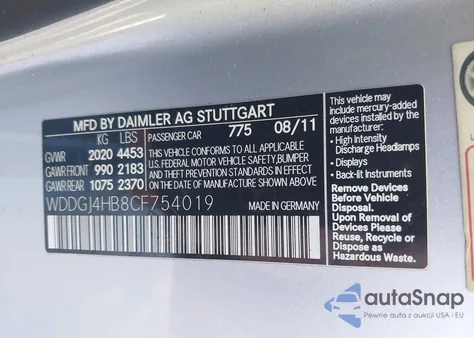 MFD BY DAIMLER AG STUTTGART
KG LBS PASSENGER CAR 775 08/11
GVWR 2020 4453
GAWR FRONT 990 2183
GAWR REAR 1075 2370
THIS VEHICLE CONFORMS TO ALL APPLICABLE
U.S. FEDERAL MOTOR VEHICLE SAFETY,BUMPER
AND THEFT PREVENTION STANDARDS IN EFFECT
ON THE DATE OF MANUFACTURE SHOWN ABOVE.
WDDGJ4HB8CF754019
This vehicle may
include mercury-added
devices installed by the
manufacturer:
• High Intensity
Discharge Headlamps
• Displays
• Back-lit Instruments
Remove Devices
Before Vehicle
Disposal.
Upon Removal of
Devices Please
Reuse, Recycle or
Dispose as
Hazardous Waste.
autoSnap
Pewne auta z aukcji USA i EU